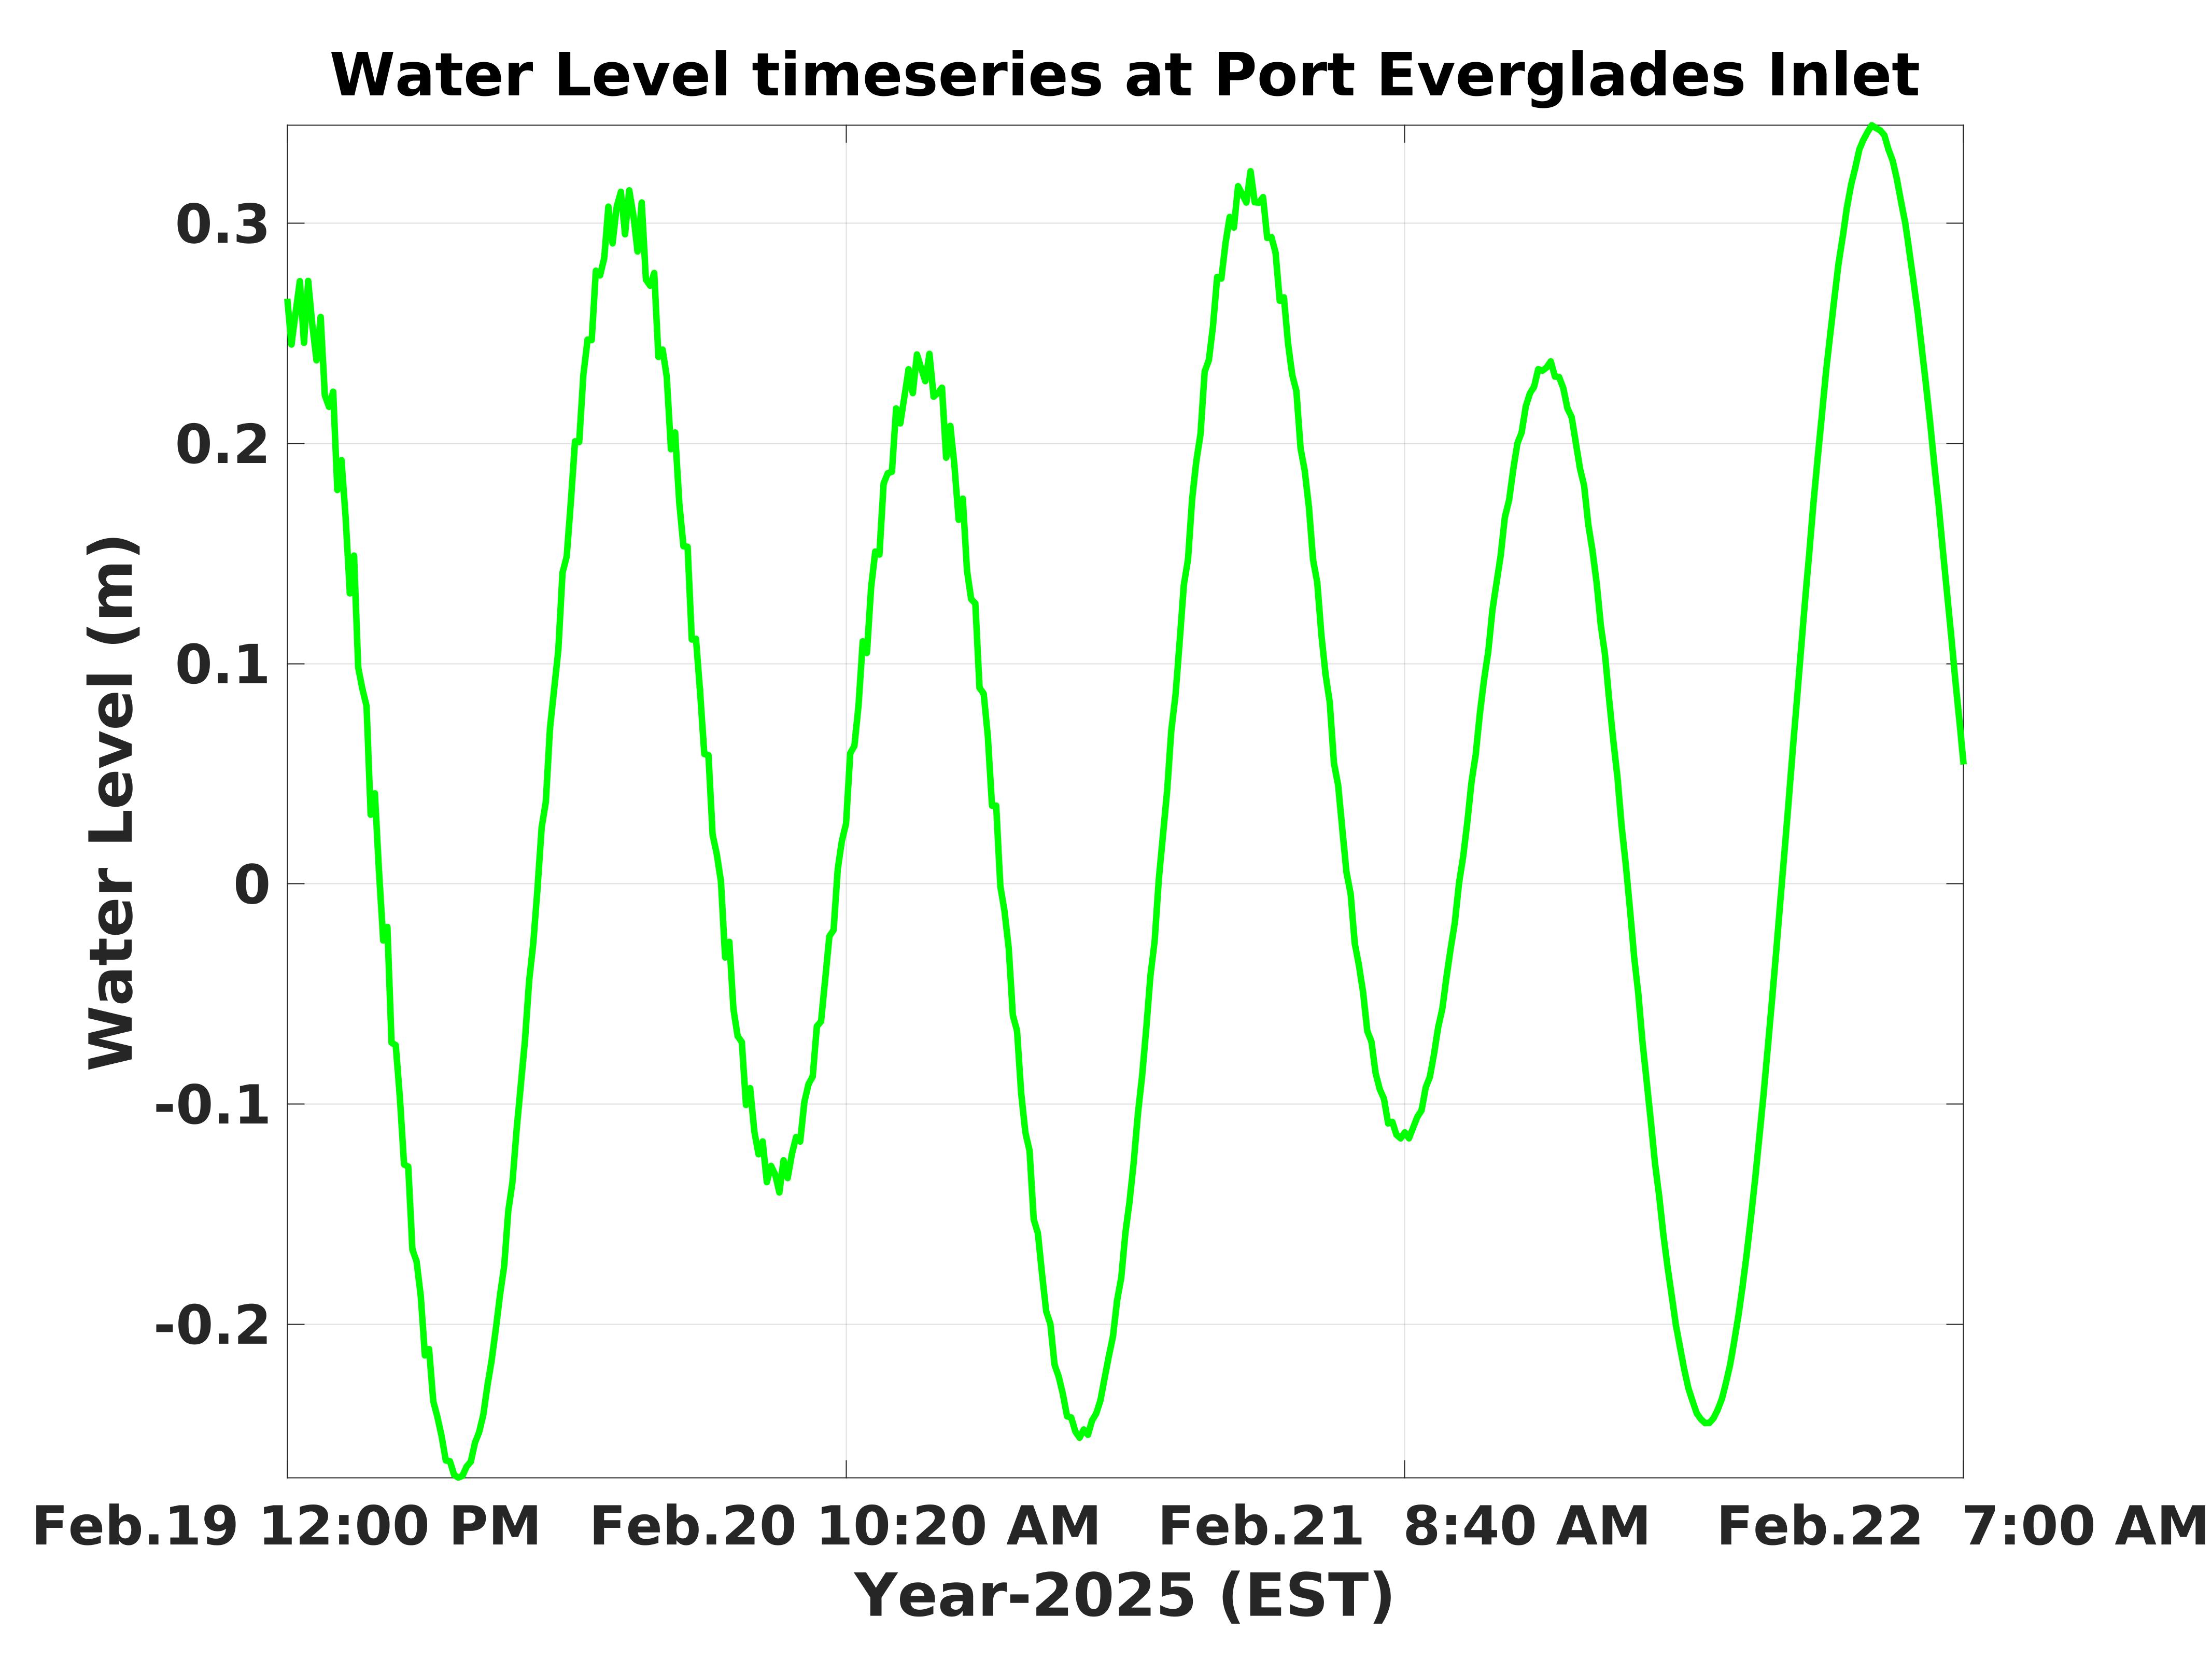 Water Level timeseries at Port Everglades Inlet
Water Level (m)
0.3
0.2
0.1
0
-0.1
-0.2
Feb.19 12:00 PM Feb.20 10:20 AM Feb.21 8:40 AM Feb.22 7:00 AM
Year-2025 (EST)